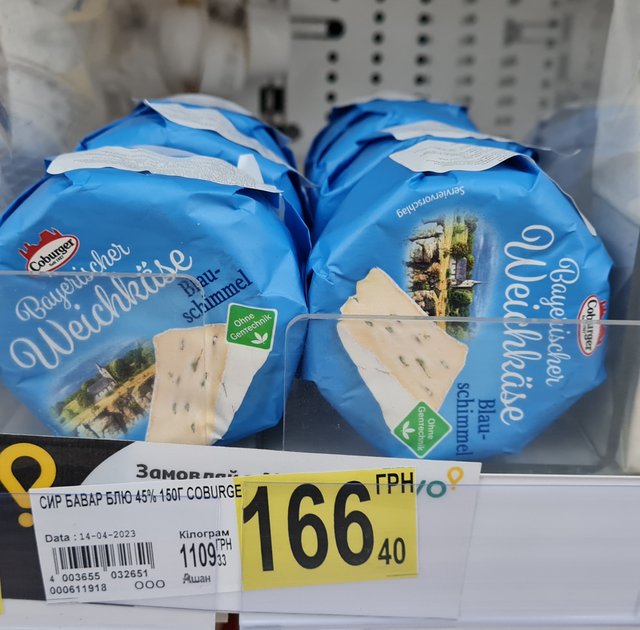 Coburger
Bayerischer
Weichkäse
Blau-
schimmel
Ohne
Gentechnik
Serviervorschlag
Coburger
Bayerischer
Weichkäse
Blau-
schimmel
Ohne
Gentechnik
СИР БАВАР БЛЮ 45% 150Г COBURGE
Data : 14-04-2023
Кілограм
1109 ГРН
33
4 003655 032651
Ашан
000611918
166 ГРН
40